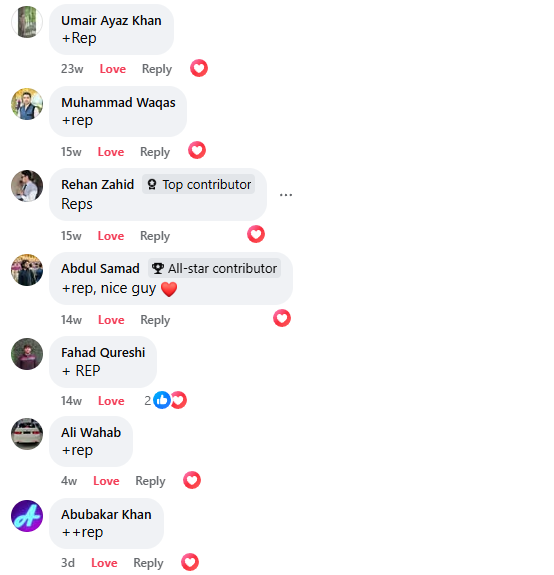 Umair Ayaz Khan
+Rep
23w Love Reply
Muhammad Waqas
+rep
15w Love Reply
Rehan Zahid Top contributor
Reps
15w Love Reply
Abdul Samad All-star contributor
+rep, nice guy ♥️
14w Love Reply
Fahad Qureshi
+ REP
14w Love 2
Ali Wahab
+rep
4w Love Reply
Abubakar Khan
++rep
3d Love Reply